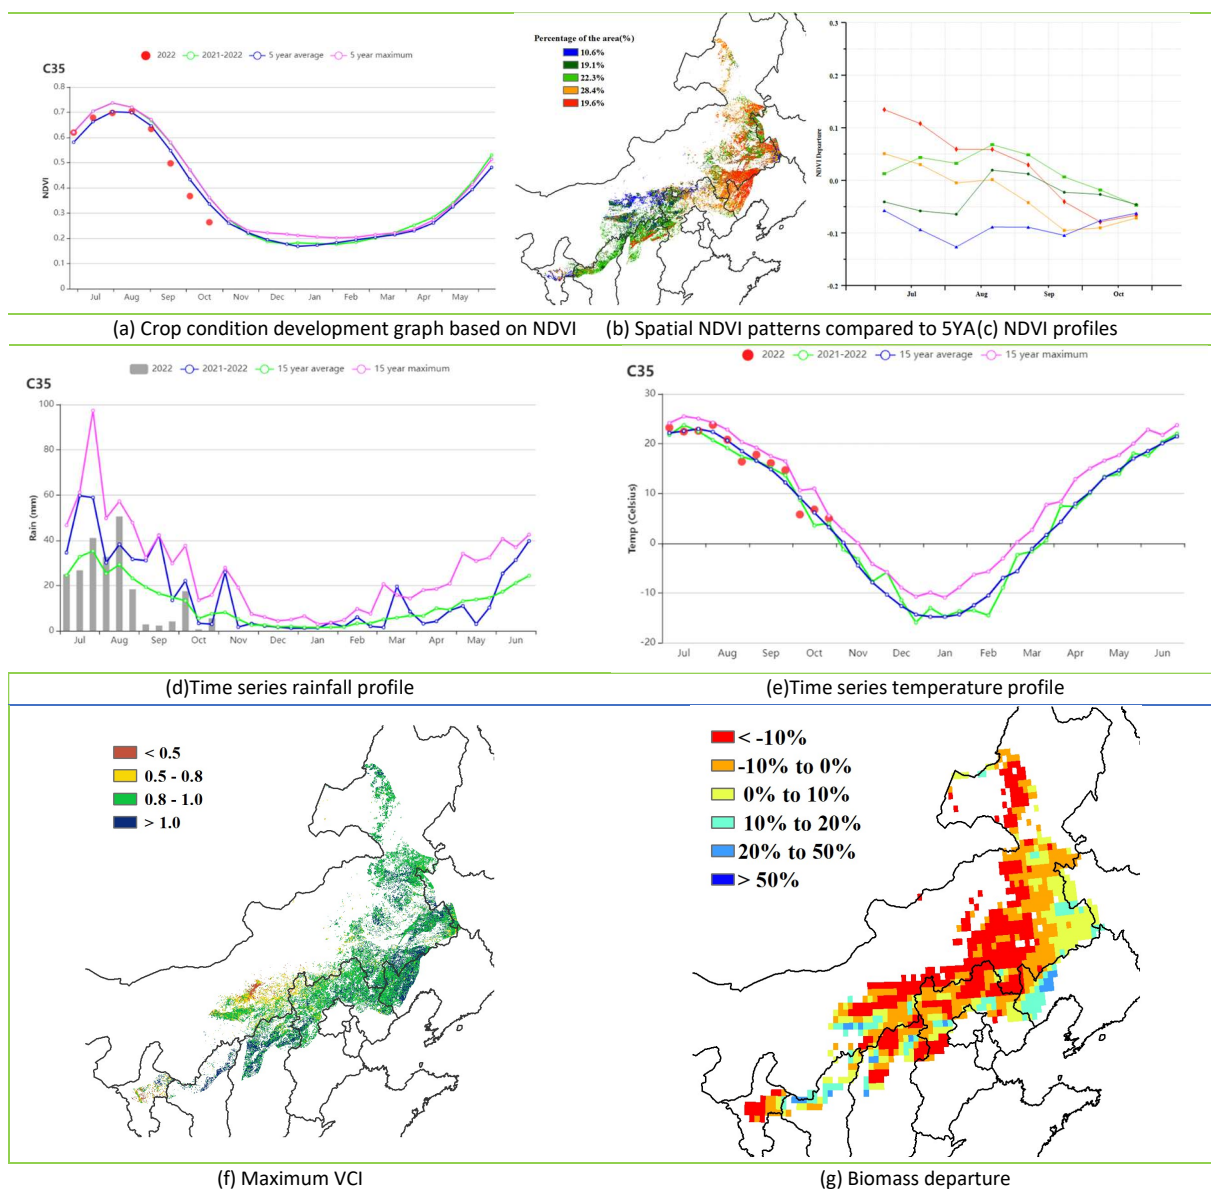 2022 2021-2022 5 year average 5 year maximum
C35
0.8
0.7
0.6
0.5
0.4
0.3
0.2
0.1
0
NDVI
Jul Aug Sep Oct Nov Dec Jan Feb Mar Apr May
Percentage of the area(%)
10.6%
19.1%
22.3%
28.4%
19.6%
0.3
0.2
0.1
0.0
-0.1
-0.2
NDVI Departure
Jul Aug Sep Oct
(a) Crop condition development graph based on NDVI (b) Spatial NDVI patterns compared to 5YA(c) NDVI profiles
2022 2021-2022 15 year average 15 year maximum
C35
100
80
60
40
20
0
Rain (mm)
Jul Aug Sep Oct Nov Dec Jan Feb Mar Apr May Jun
2022 2021-2022 15 year average 15 year maximum
C35
30
20
10
0
-10
-20
Temp (Celsius)
Jul Aug Sep Oct Nov Dec Jan Feb Mar Apr May Jun
(d)Time series rainfall profile (e)Time series temperature profile
< 0.5
0.5 - 0.8
0.8 - 1.0
> 1.0
< -10%
-10% to 0%
0% to 10%
10% to 20%
20% to 50%
> 50%
(f) Maximum VCI (g) Biomass departure